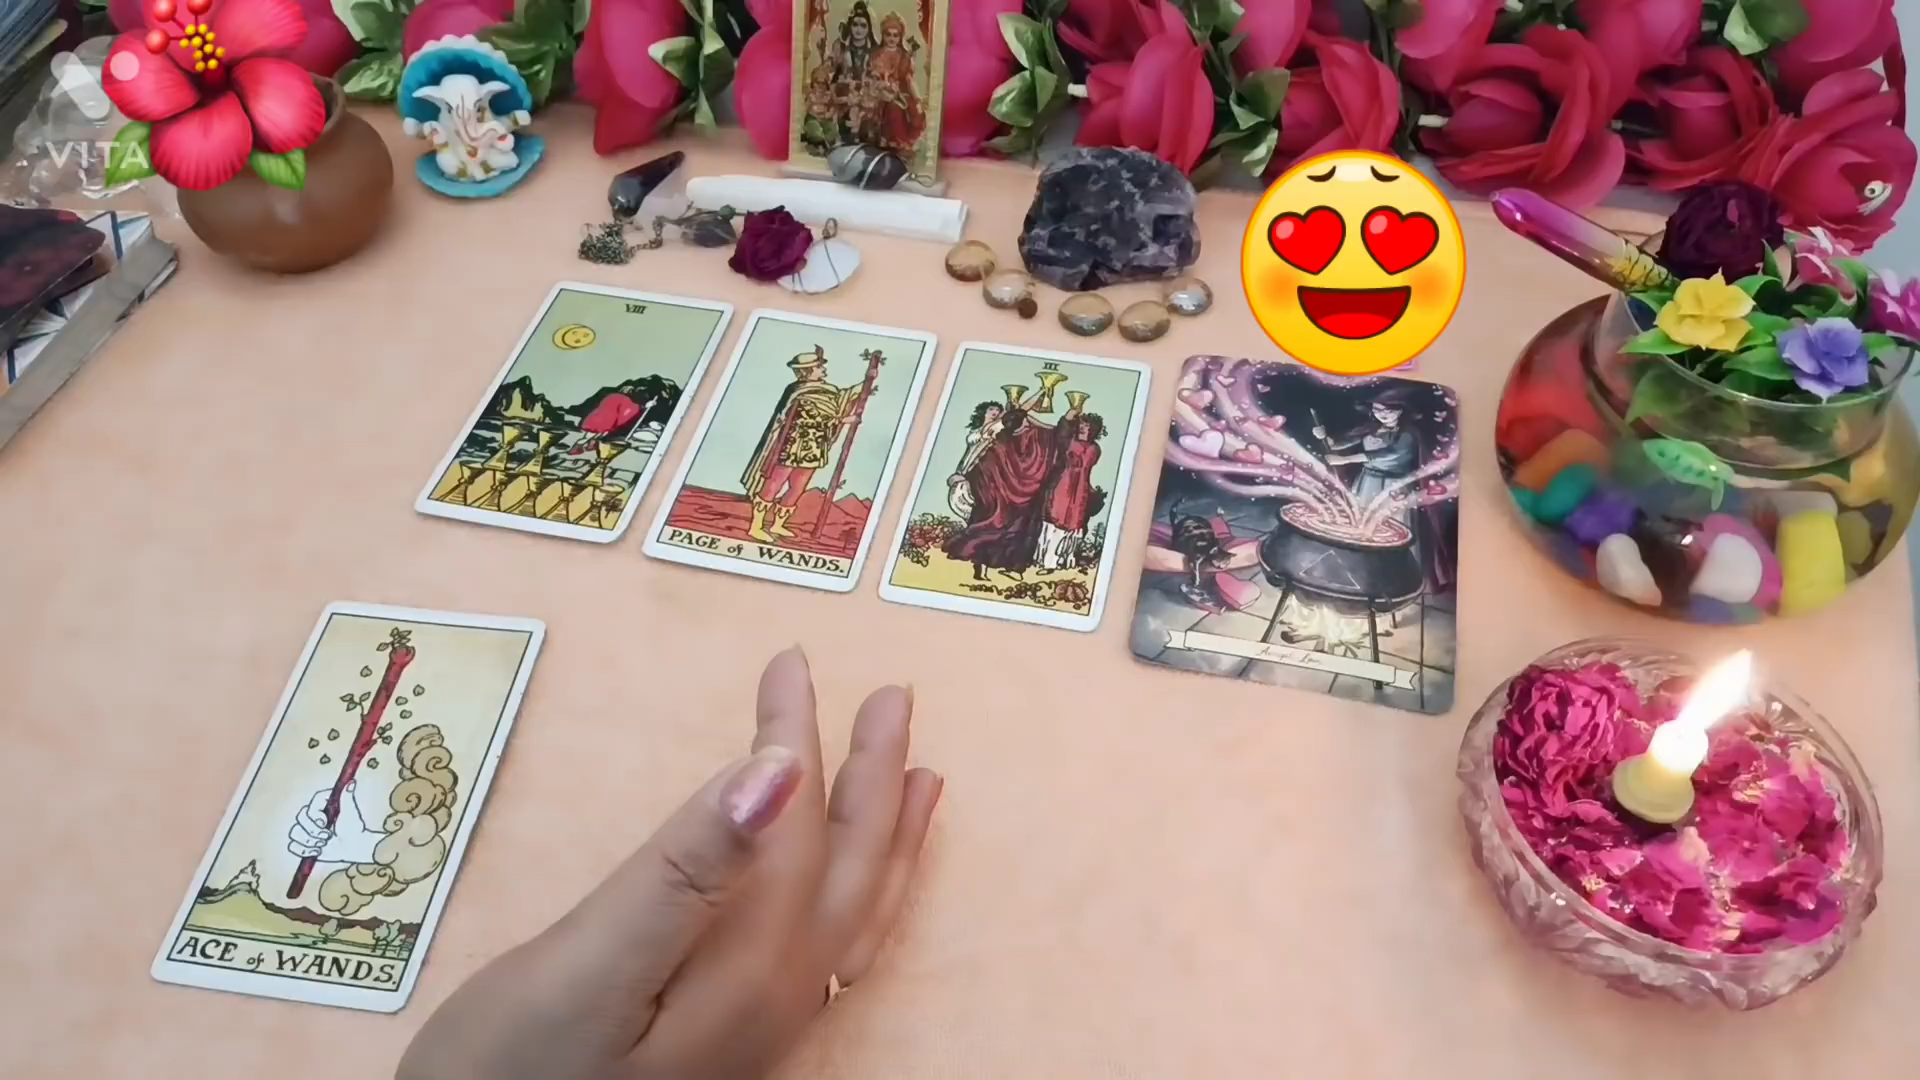 VITA
VIII
PAGE of WANDS.
III
ACE of WANDS.